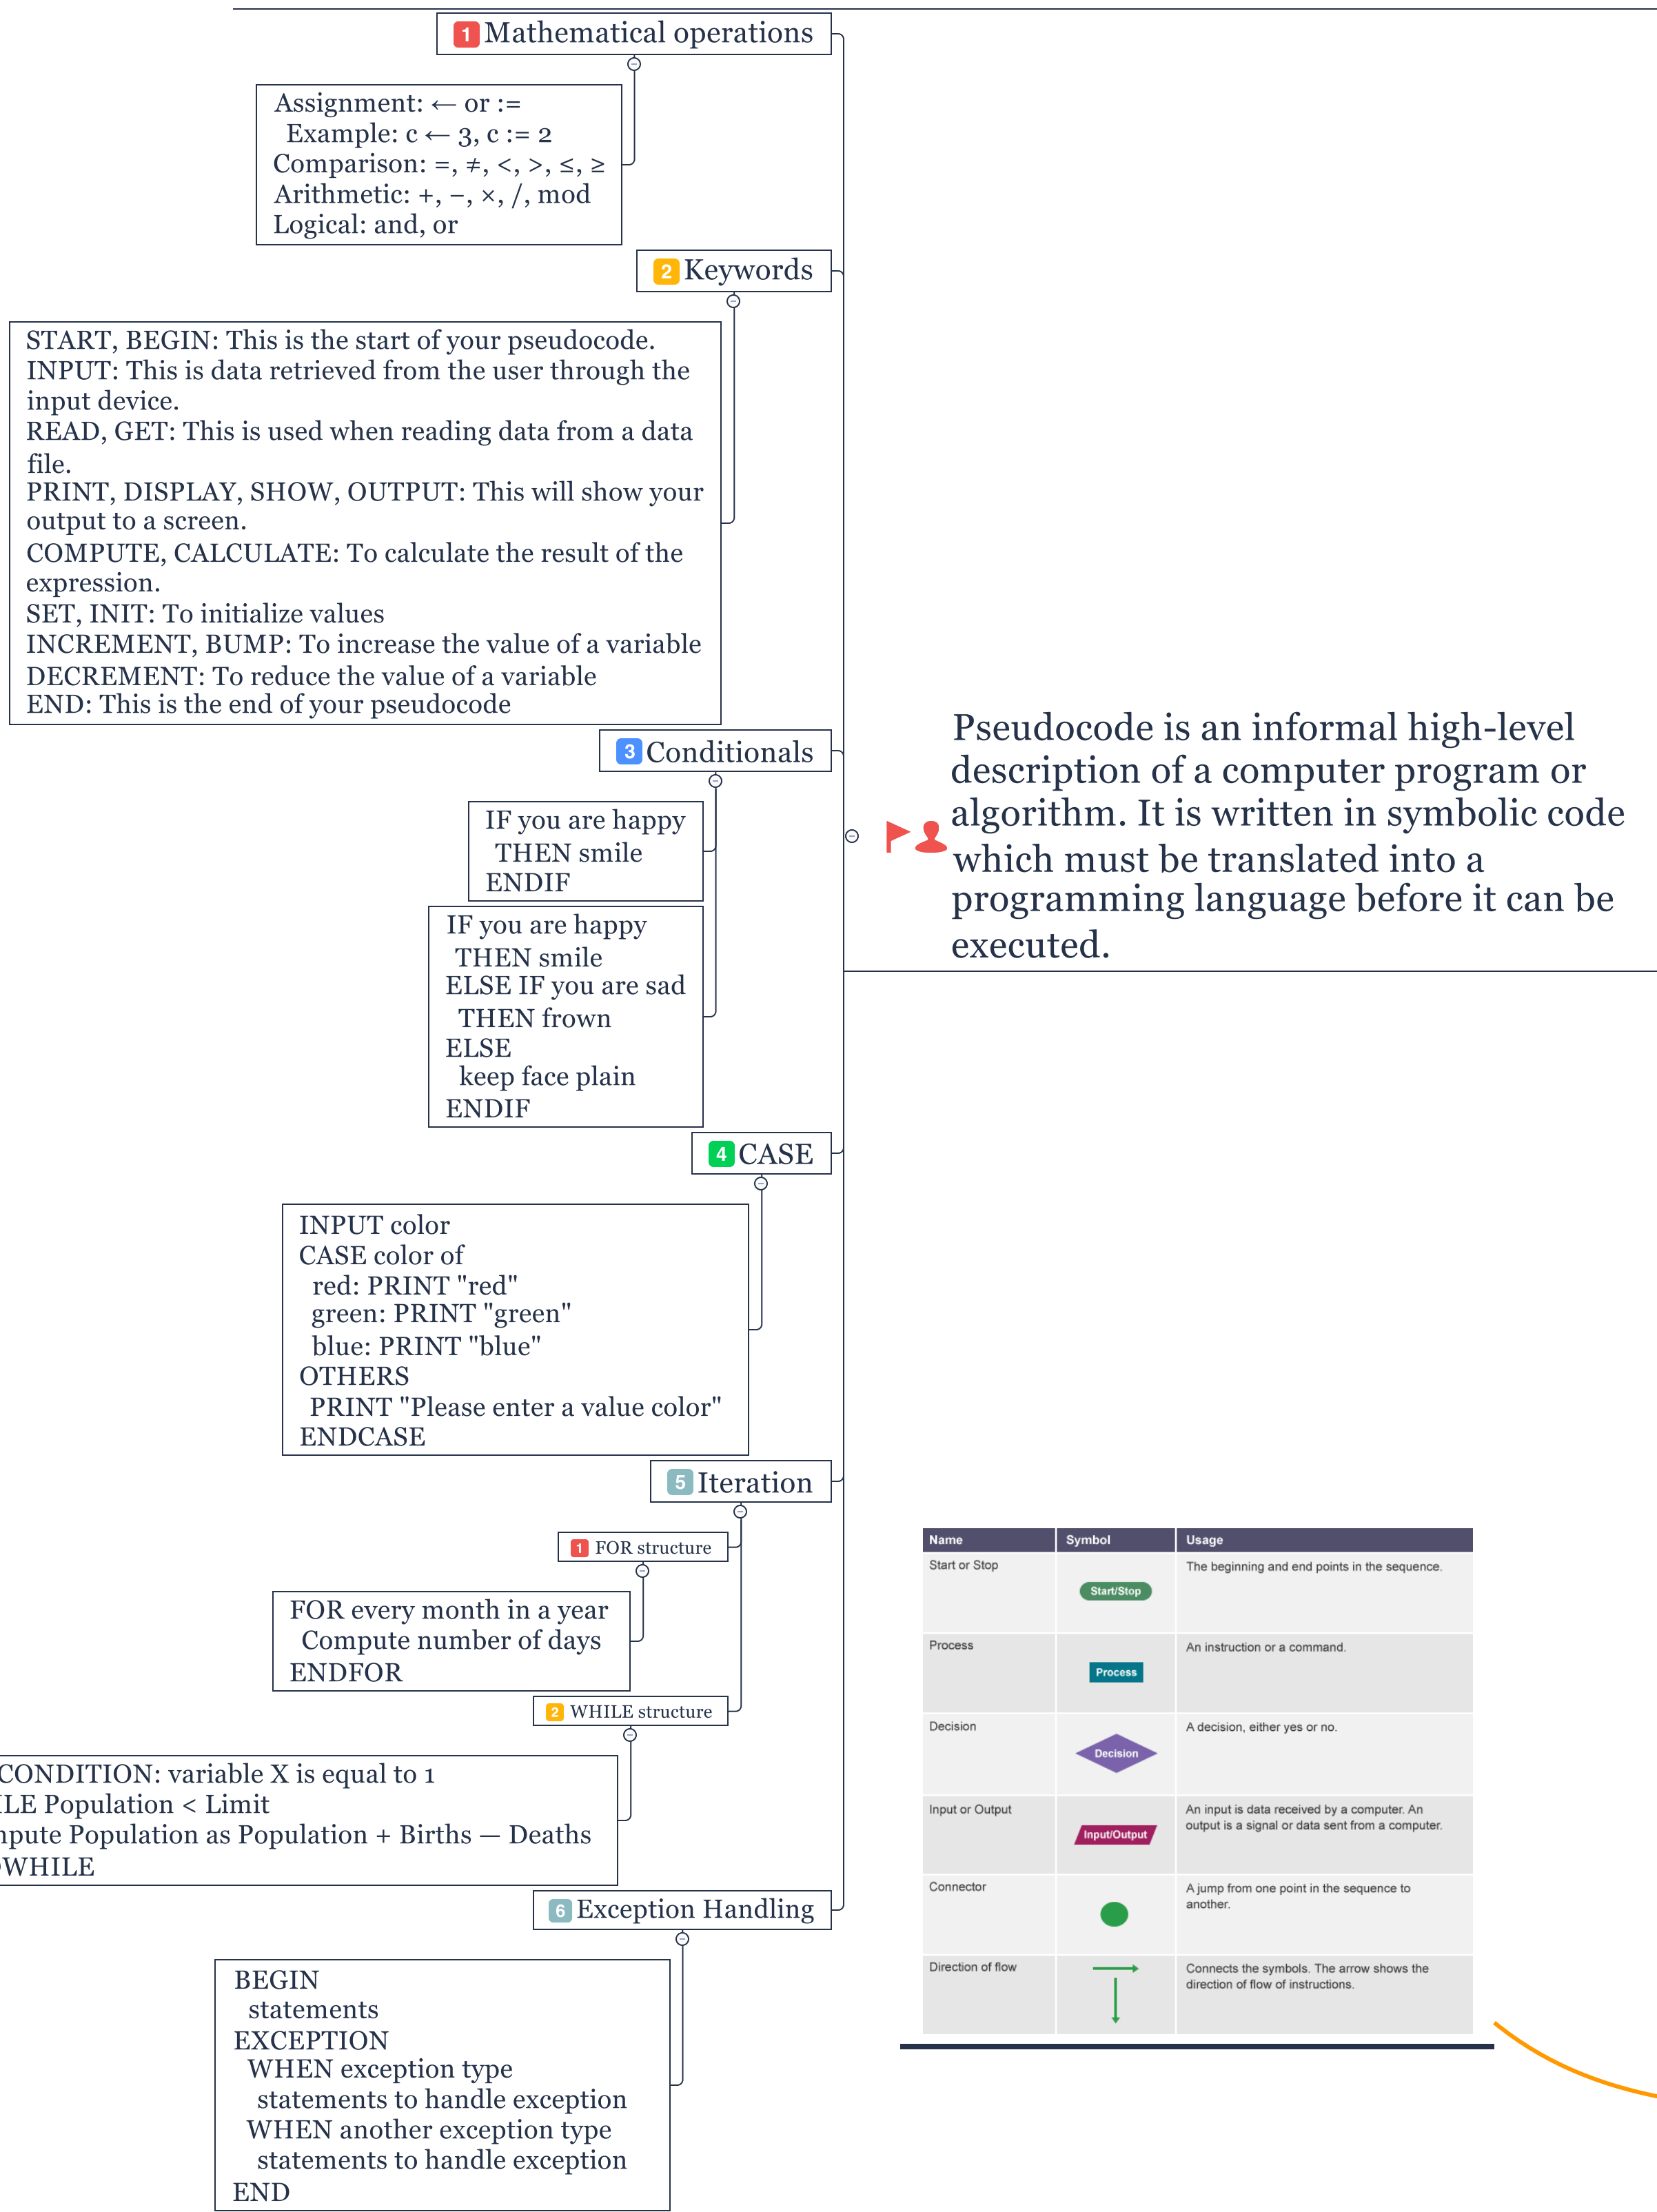 1 Mathematical operations
Assignment: ← or :=
Example: c ← 3, c := 2
Comparison: =, ≠, <, >, ≤, ≥
Arithmetic: +, −, ×, /, mod
Logical: and, or
2 Keywords
START, BEGIN: This is the start of your pseudocode.
INPUT: This is data retrieved from the user through the
input device.
READ, GET: This is used when reading data from a data
file.
PRINT, DISPLAY, SHOW, OUTPUT: This will show your
output to a screen.
COMPUTE, CALCULATE: To calculate the result of the
expression.
SET, INIT: To initialize values
INCREMENT, BUMP: To increase the value of a variable
DECREMENT: To reduce the value of a variable
END: This is the end of your pseudocode
3 Conditionals
IF you are happy
THEN smile
ENDIF
IF you are happy
THEN smile
ELSE IF you are sad
THEN frown
ELSE
keep face plain
ENDIF
4 CASE
INPUT color
CASE color of
red: PRINT "red"
green: PRINT "green"
blue: PRINT "blue"
OTHERS
PRINT "Please enter a value color"
ENDCASE
5 Iteration
1 FOR structure
FOR every month in a year
Compute number of days
ENDFOR
2 WHILE structure
CONDITION: variable X is equal to 1
ILE Population < Limit
npute Population as Population + Births — Deaths
WHILE
6 Exception Handling
BEGIN
statements
EXCEPTION
WHEN exception type
statements to handle exception
WHEN another exception type
statements to handle exception
END
Pseudocode is an informal high-level
description of a computer program or
algorithm. It is written in symbolic code
which must be translated into a
programming language before it can be
executed.
Name Symbol Usage
Start or Stop Start/Stop The beginning and end points in the sequence.
Process Process An instruction or a command.
Decision Decision A decision, either yes or no.
Input or Output Input/Output An input is data received by a computer. An
output is a signal or data sent from a computer.
Connector A jump from one point in the sequence to
another.
Direction of flow Connects the symbols. The arrow shows the
direction of flow of instructions.